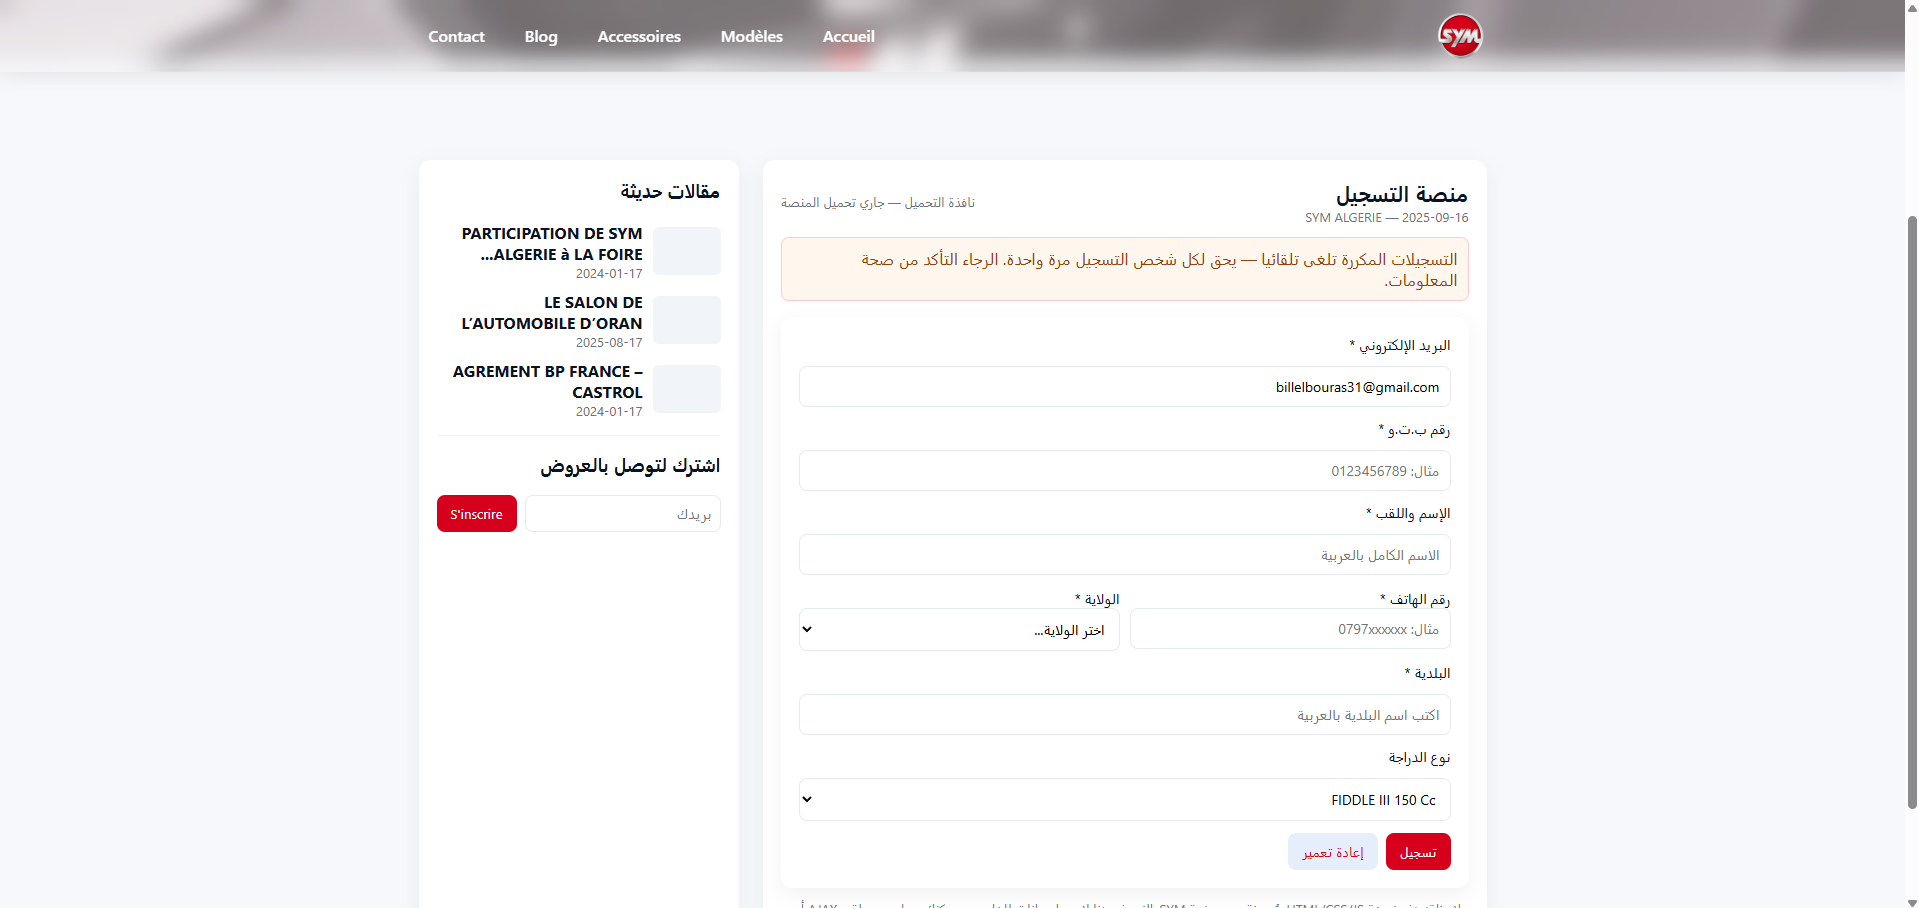 Contact
Blog
Accessoires
Modèles
Accueil
SYM
منصة التسجيل
SYM ALGERIE — 2025-09-16
نافذة التحميل — جاري تحميل المنصة
التسجيلات المكررة تلغى تلقائيا — يحق لكل شخص التسجيل مرة واحدة. الرجاء التأكد من صحة
المعلومات.
البريد الإلكتروني *
billelbouras31@gmail.com
رقم ب.ت.و *
مثال: 0123456789
الإسم واللقب *
الاسم الكامل بالعربية
رقم الهاتف *
مثال: 0797xxxxxx
الولاية *
اختر الولاية...
البلدية *
اكتب اسم البلدية بالعربية
نوع الدراجة
FIDDLE III 150 Cc
تسجيل
إعادة تعمير
مقالات حديثة
PARTICIPATION DE SYM
ALGERIE à LA FOIRE...
2024-01-17
LE SALON DE
L’AUTOMOBILE D’ORAN
2025-08-17
AGREMENT BP FRANCE –
CASTROL
2024-01-17
اشترك لتوصل بالعروض
بريدك
S'inscrire